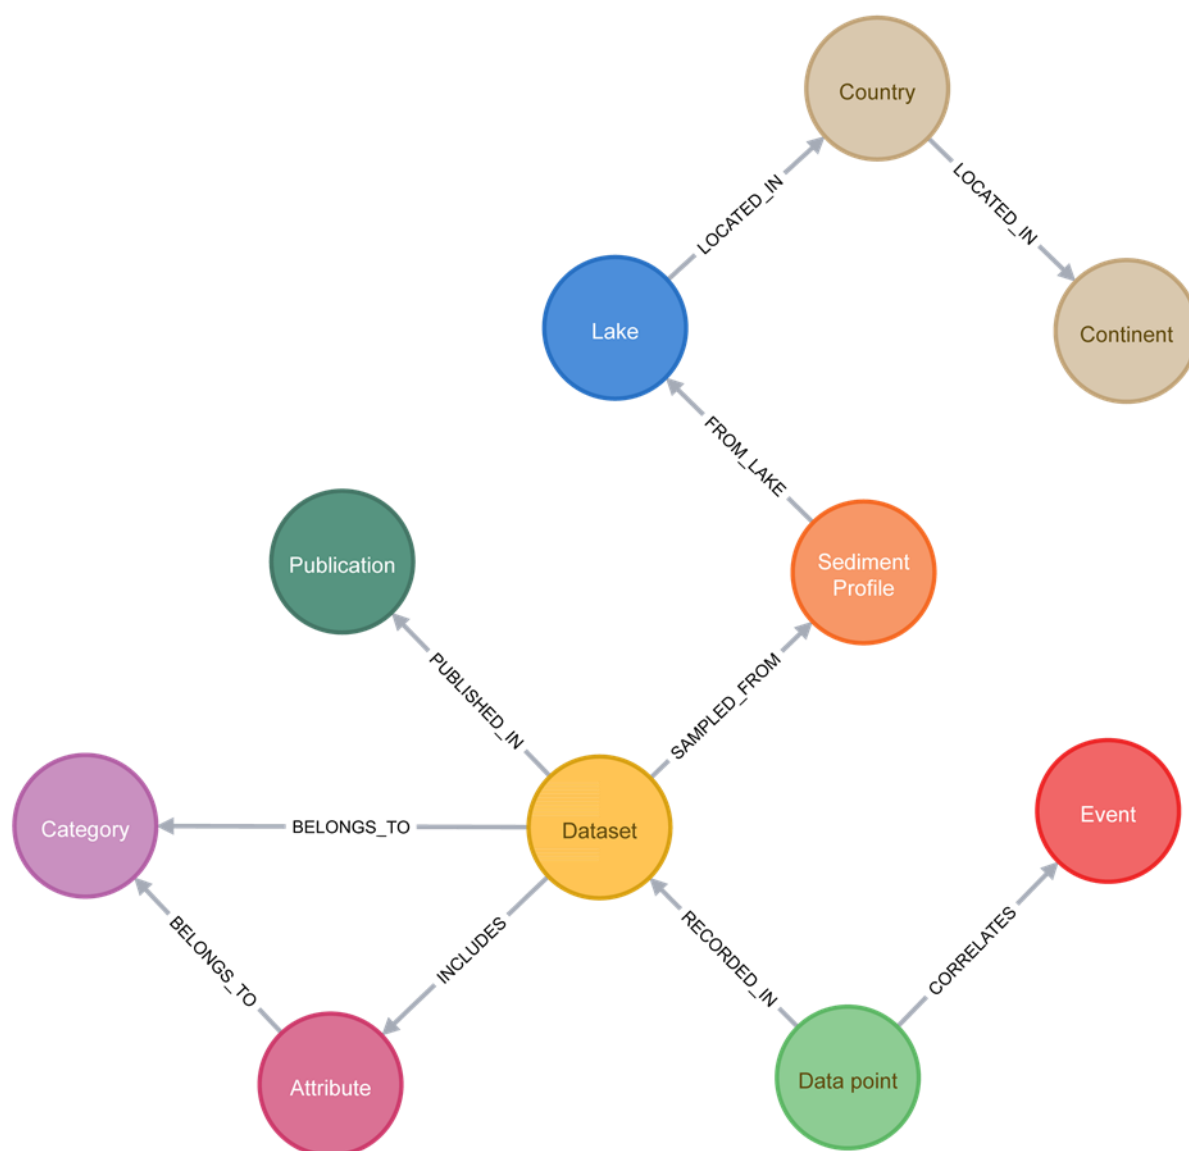 Country
LOCATED_IN
LOCATED_IN
Lake
Continent
FROM_LAKE
Publication
Sediment
Profile
PUBLISHED_IN
SAMPLED_FROM
Category
BELONGS_TO
Dataset
Event
BELONGS_TO
INCLUDES
RECORDED_IN
CORRELATES
Attribute
Data point